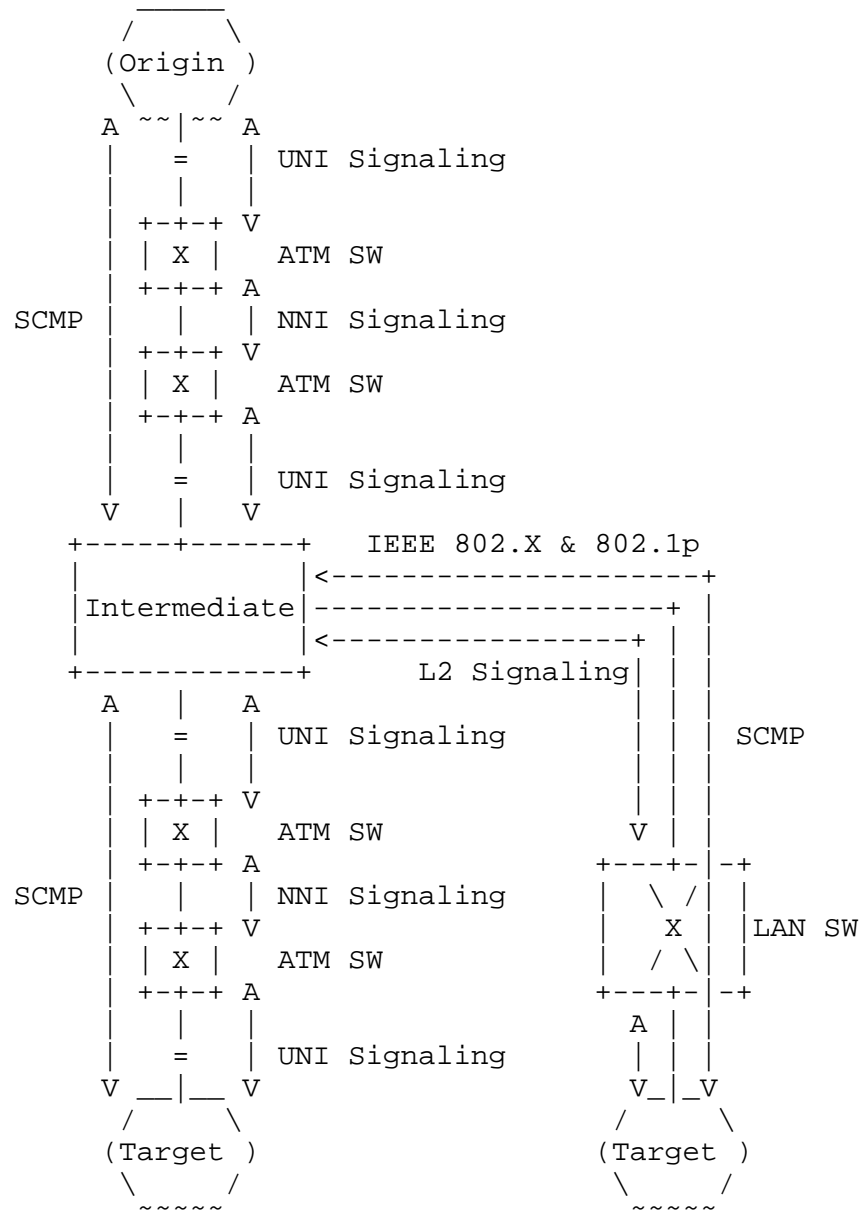 (Origin )
A A
= UNI Signaling
V
X ATM SW
A
SCMP NNI Signaling
V
X ATM SW
A
= UNI Signaling
V V
IEEE 802.X & 802.1p
Intermediate
L2 Signaling
A A
= UNI Signaling SCMP
V
X ATM SW V
A
SCMP NNI Signaling
V X LAN SW
X ATM SW
A
A
= UNI Signaling
V V V V
(Target ) (Target )